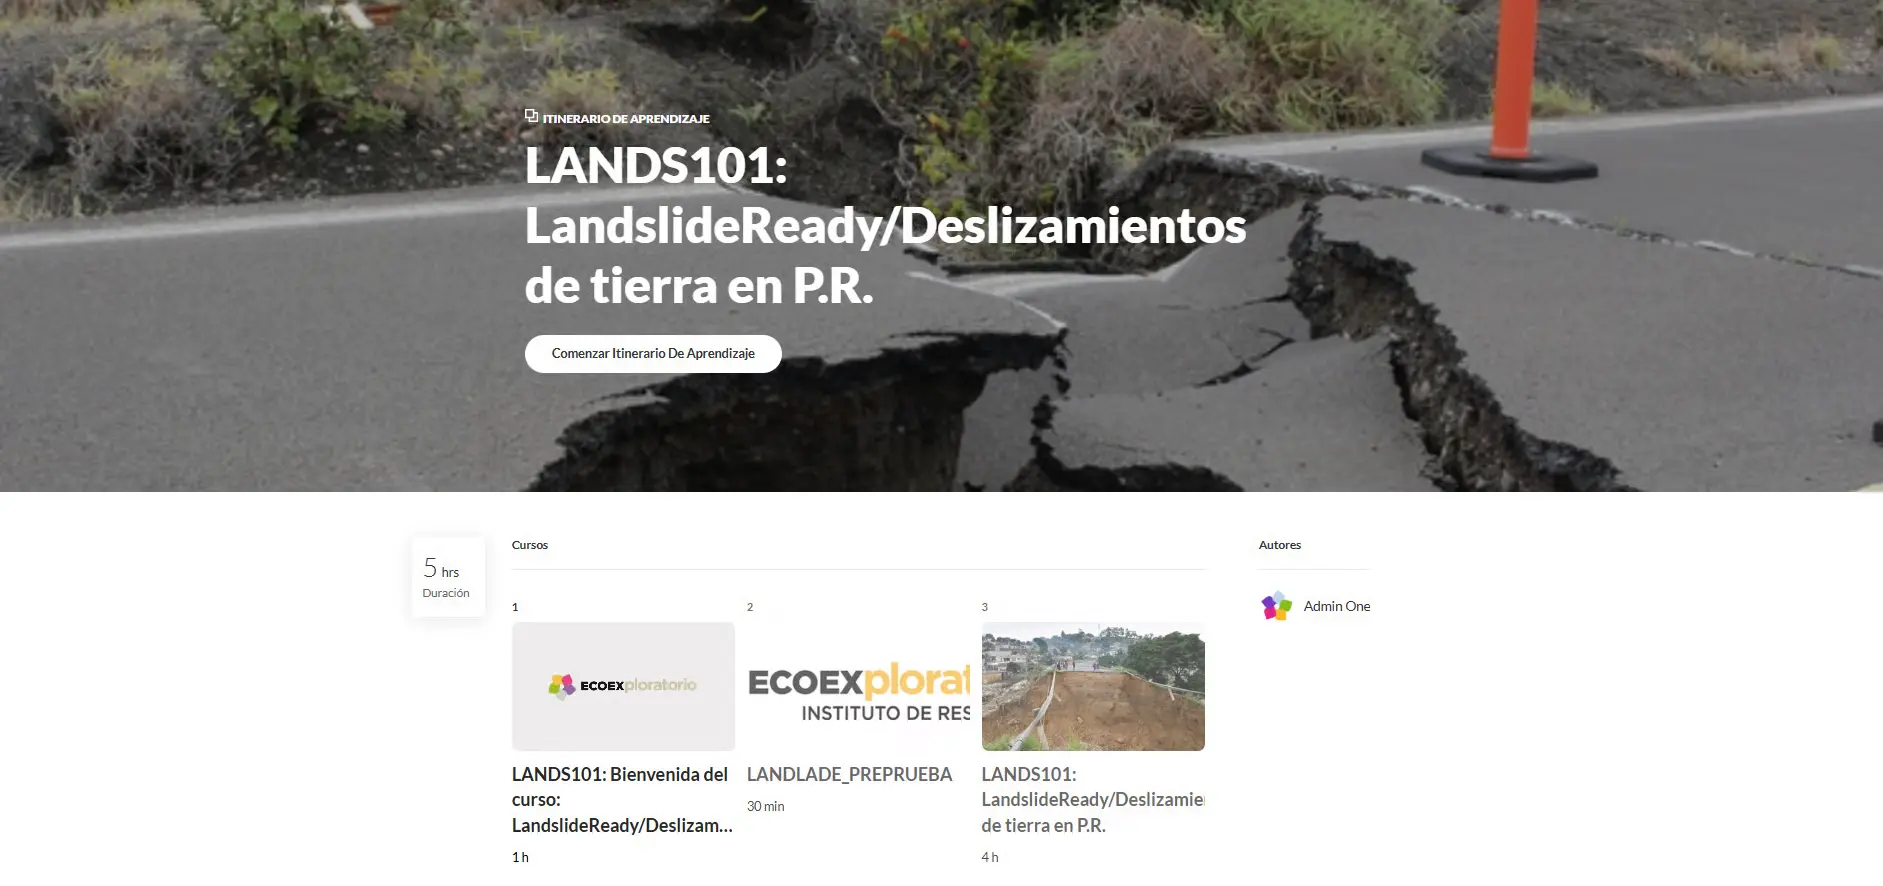 ITINERARIO DE APRENDIZAJE
LANDS101:
LandslideReady/Deslizamientos
de tierra en P.R.
Comenzar Itinerario De Aprendizaje
5 hrs
Duración
Cursos
1
ECOEXploratorio
LANDS101: Bienvenida del
curso:
LandslideReady/Deslizam...
1 h
2
ECOEXplorat
INSTITUTO DE RES
LANDLADE_PREPRUEBA
30 min
3
LANDS101:
LandslideReady/Deslizamie
de tierra en P.R.
4 h
Autores
Admin One